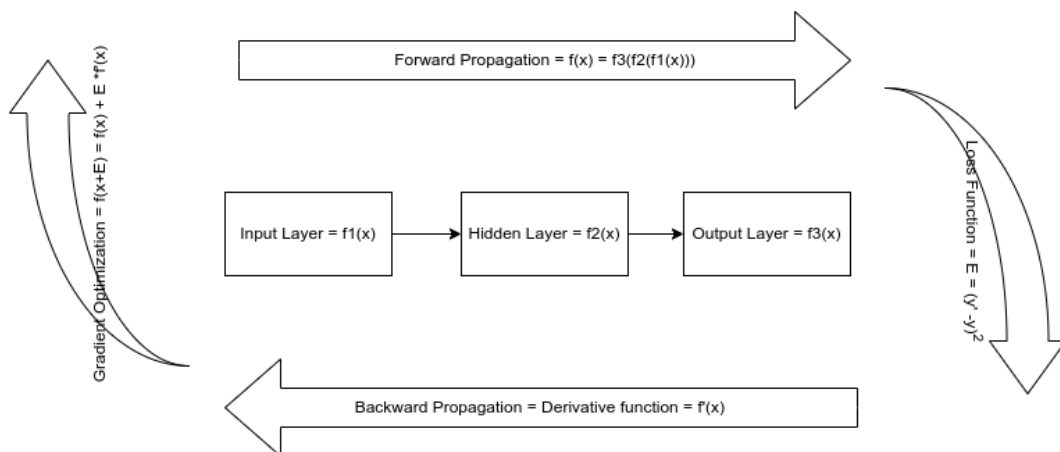 Forward Propagation = f(x) = f3(f2(f1(x)))
Gradient Optimization = f(x+E) = f(x) + E *f'(x)
Loss Function = E = (y' -y)²
Input Layer = f1(x)
Hidden Layer = f2(x)
Output Layer = f3(x)
Backward Propagation = Derivative function = f'(x)